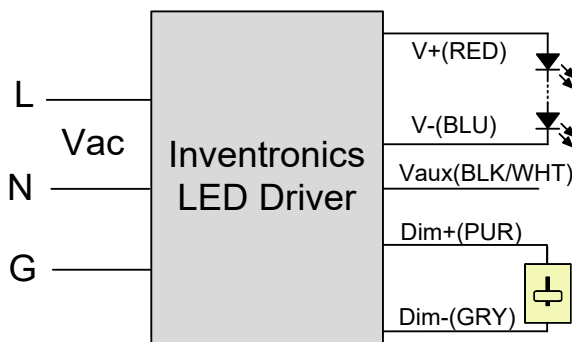 L
Vac
N
G
Inventronics
LED Driver
V+(RED)
V-(BLU)
Vaux(BLK/WHT)
Dim+(PUR)
Dim-(GRY)